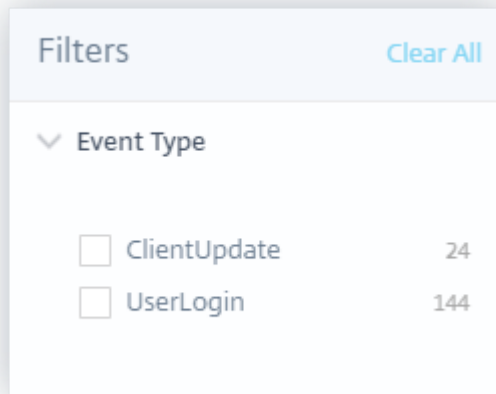 Filters Clear All
Event Type
ClientUpdate 24
UserLogin 144